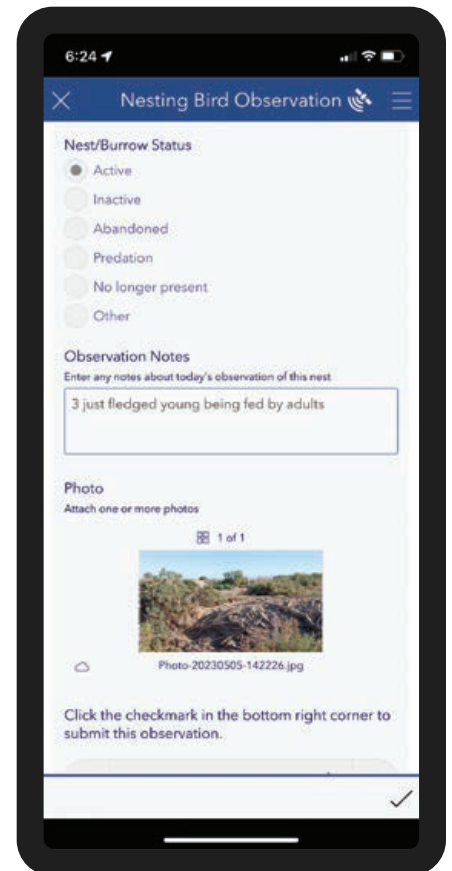 6:24
Nesting Bird Observation
Nest/Burrow Status
Active
Inactive
Abandoned
Predation
No longer present
Other
Observation Notes
Enter any notes about today's observation of this nest
3 just fledged young being fed by adults
Photo
Attach one or more photos
1 of 1
Photo-20230505-142226.jpg
Click the checkmark in the bottom right corner to
submit this observation.